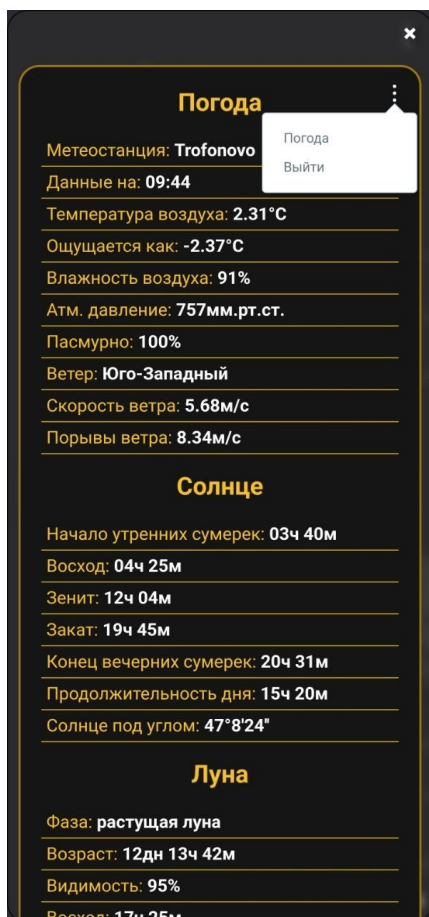 ×
Погода
Погода
Выйти
Метеостанция: Trofonovo
Данные на: 09:44
Температура воздуха: 2.31°C
Ощущается как: -2.37°C
Влажность воздуха: 91%
Атм. давление: 757мм.рт.ст.
Пасмурно: 100%
Ветер: Юго-Западный
Скорость ветра: 5.68м/с
Порывы ветра: 8.34м/с
Солнце
Начало утренних сумерек: 03ч 40м
Восход: 04ч 25м
Зенит: 12ч 04м
Закат: 19ч 45м
Конец вечерних сумерек: 20ч 31м
Продолжительность дня: 15ч 20м
Солнце под углом: 47°8'24"
Луна
Фаза: растущая луна
Возраст: 12дн 13ч 42м
Видимость: 95%
Восход: 17ч 25м